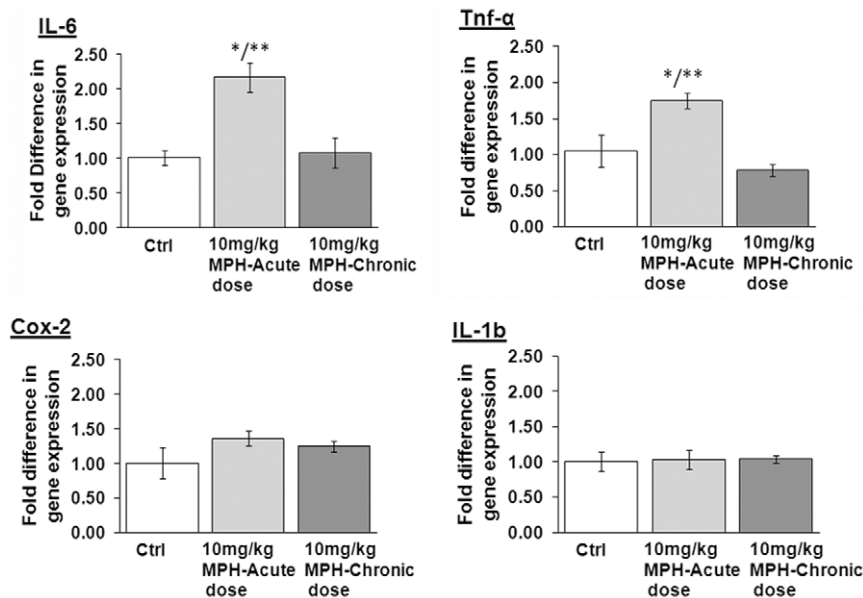 IL-6
Fold Difference in
gene expression
2.50
2.00
1.50
1.00
0.50
0.00
*/**
Ctrl
10mg/kg
MPH-Acute
dose
10mg/kg
MPH-Chronic
dose
Tnf-α
Fold difference in
gene expression
2.50
2.00
1.50
1.00
0.50
0.00
*/**
Ctrl
10mg/kg
MPH-Acute
dose
10mg/kg
MPH-Chronic
dose
Cox-2
Fold difference in
gene expression
2.50
2.00
1.50
1.00
0.50
0.00
Ctrl
10mg/kg
MPH-Acute
dose
10mg/kg
MPH-Chronic
dose
IL-1b
Fold difference in
gene expression
2.50
2.00
1.50
1.00
0.50
0.00
Ctrl
10mg/kg
MPH-Acute
dose
10mg/kg
MPH-Chronic
dose